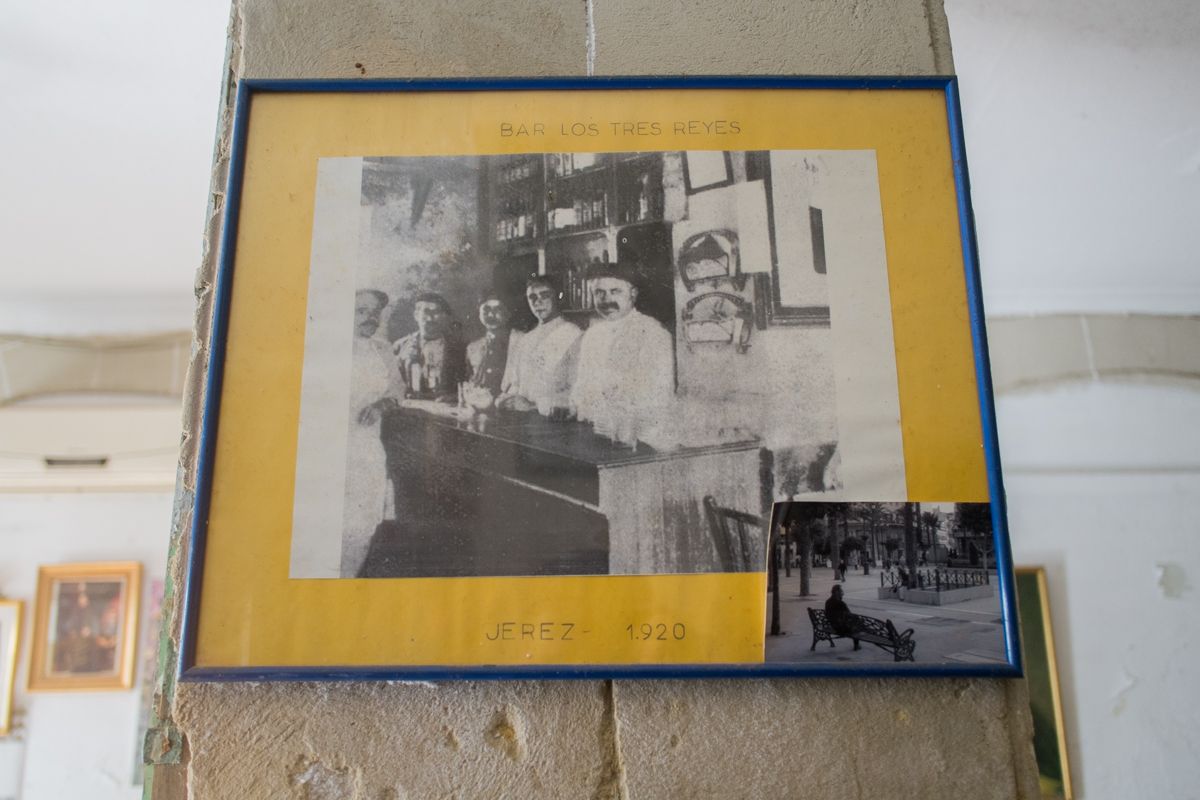 BAR LOS TRES REYES
JEREZ- 1.920